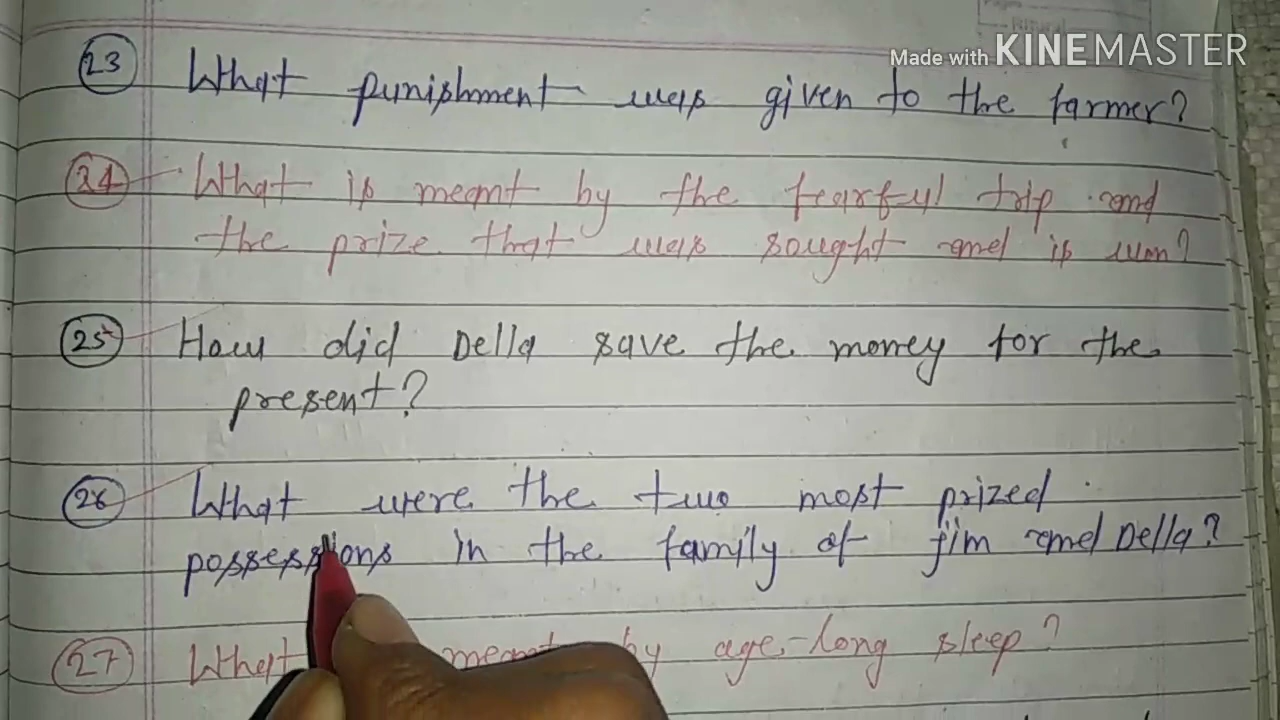 Made with KINEMASTER
23 What punishment was given to the farmer?
24 What is meant by the fearful trip and
the prize that was sought and is won?
25 How did Della save the money for the
present?
26 What were the two most prized
possessions in the family of jim and Della?
27 What meant by age-long sleep?